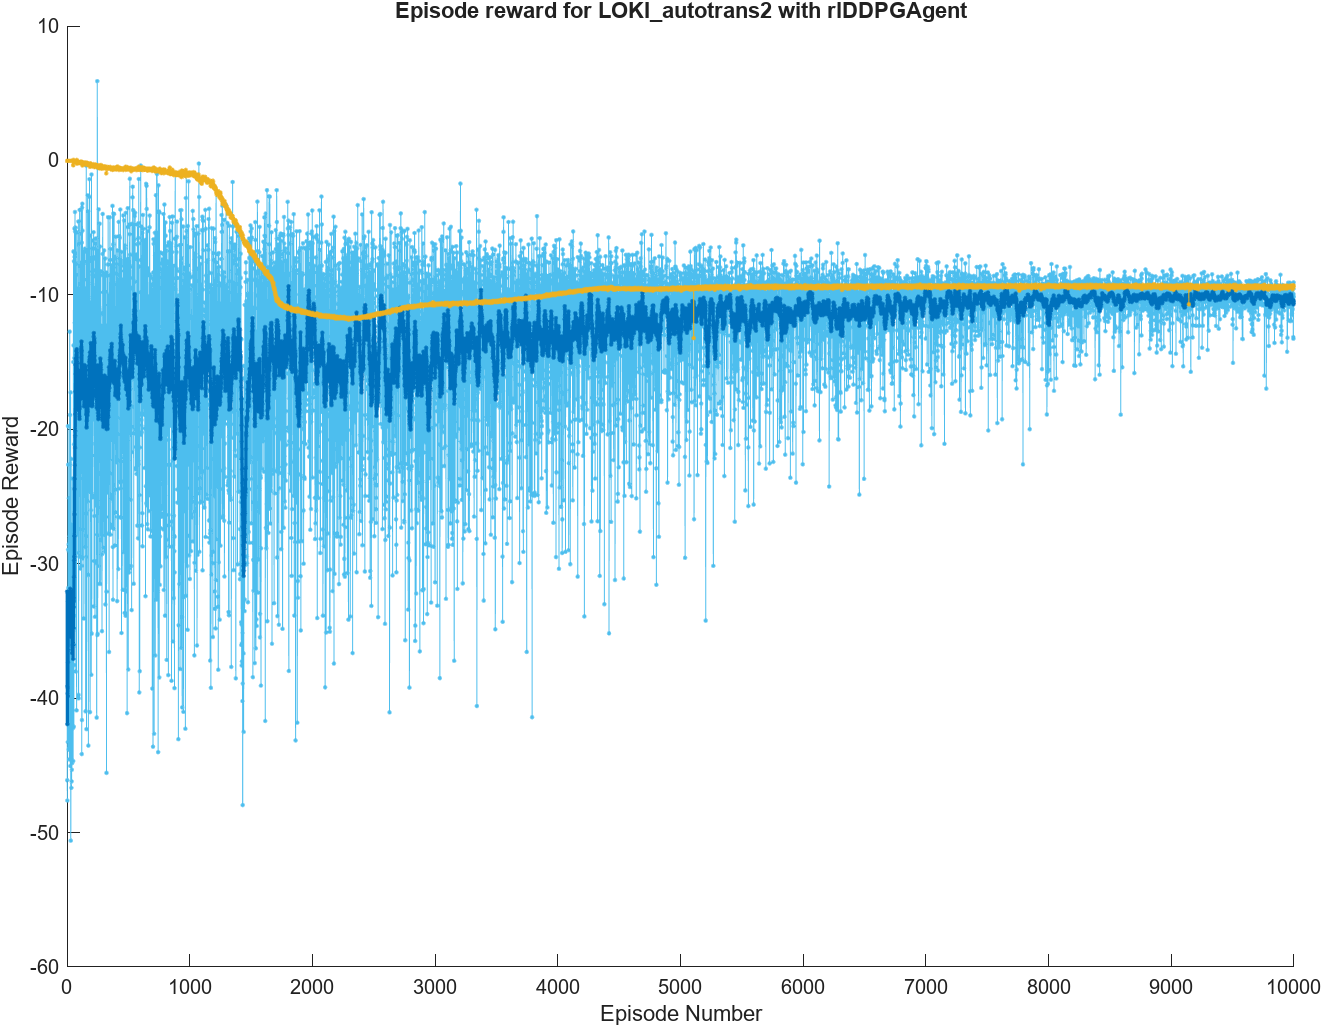 Episode reward for LOKI_autotrans2 with rlDDPGAgent
10
0
-10
-20
-30
-40
-50
-60
Episode Reward
0 1000 2000 3000 4000 5000 6000 7000 8000 9000 10000
Episode Number